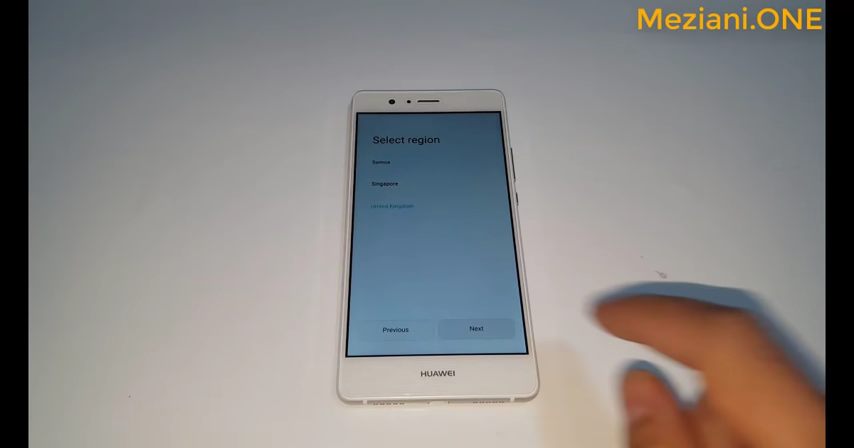 Meziani.ONE
Select region
Samoa
Singapore
United Kingdom
Previous
Next
HUAWEI